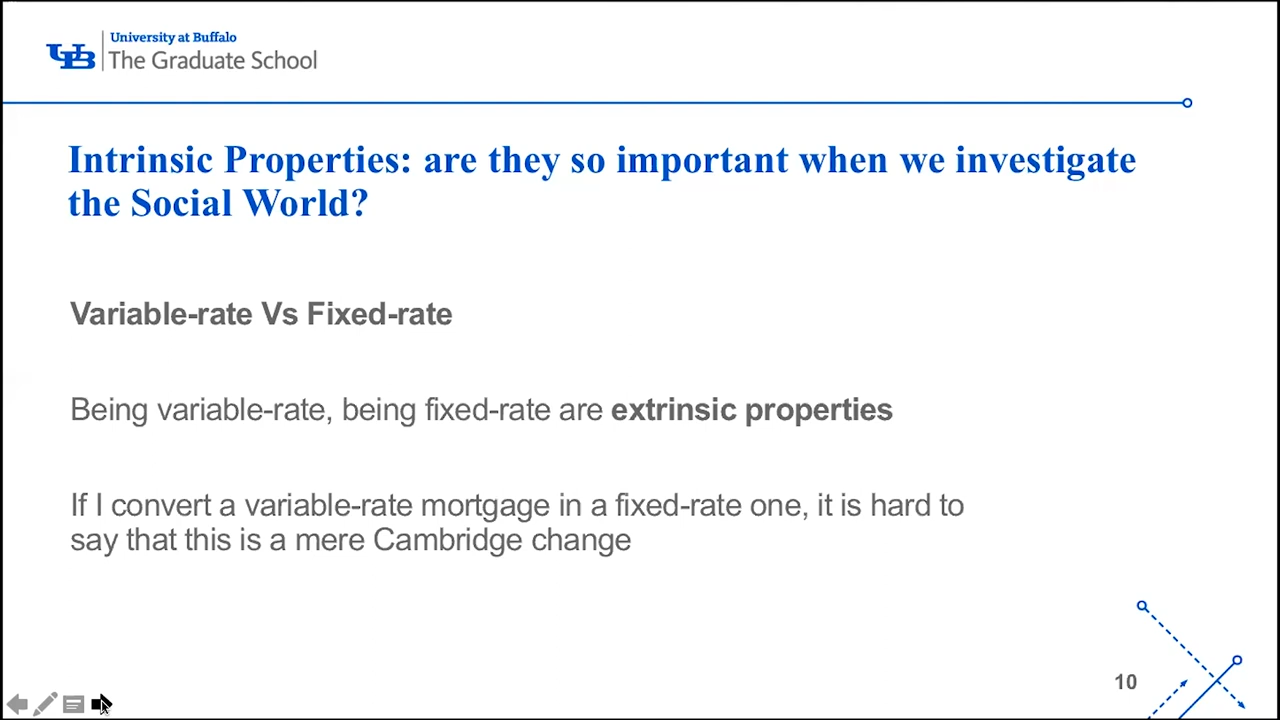 University at Buffalo
UB The Graduate School
Intrinsic Properties: are they so important when we investigate
the Social World?
Variable-rate Vs Fixed-rate
Being variable-rate, being fixed-rate are extrinsic properties
If I convert a variable-rate mortgage in a fixed-rate one, it is hard to
say that this is a mere Cambridge change
10